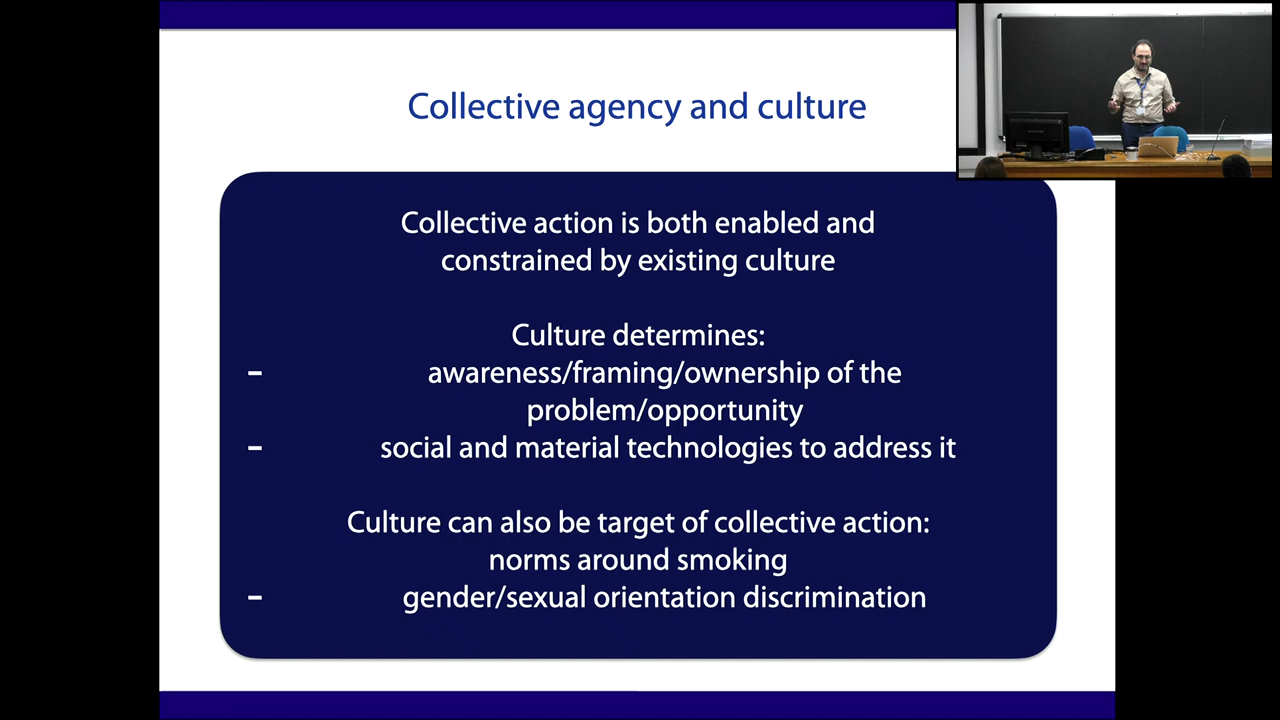 Collective agency and culture
Collective action is both enabled and
constrained by existing culture
Culture determines:
- awareness/framing/ownership of the
problem/opportunity
- social and material technologies to address it
Culture can also be target of collective action:
norms around smoking
- gender/sexual orientation discrimination